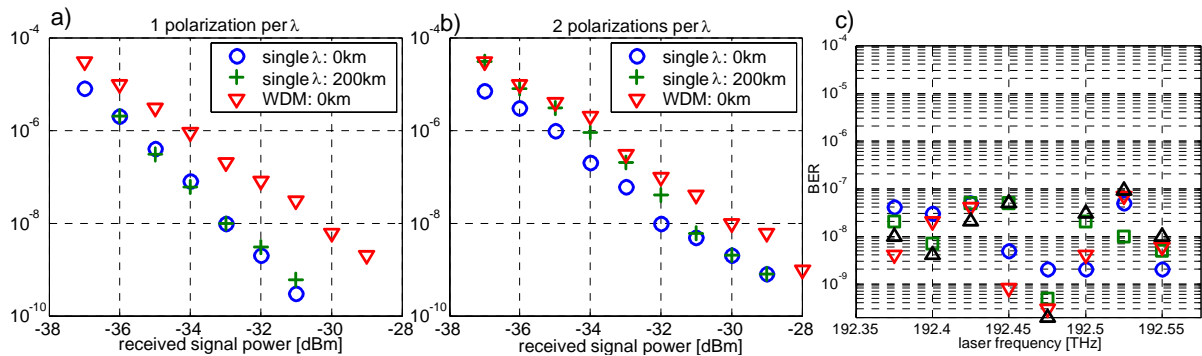 a)
1 polarization per λ
10^-4
10^-6
10^-8
10^-10
single λ: 0km
single λ: 200km
WDM: 0km
-38 -36 -34 -32 -30 -28
received signal power [dBm]
b)
2 polarizations per λ
10^-4
10^-6
10^-8
10^-10
single λ: 0km
single λ: 200km
WDM: 0km
-38 -36 -34 -32 -30 -28
received signal power [dBm]
c)
10^-4
10^-5
10^-6
10^-7
10^-8
10^-9
BER
192.35 192.4 192.45 192.5 192.55
laser frequency [THz]